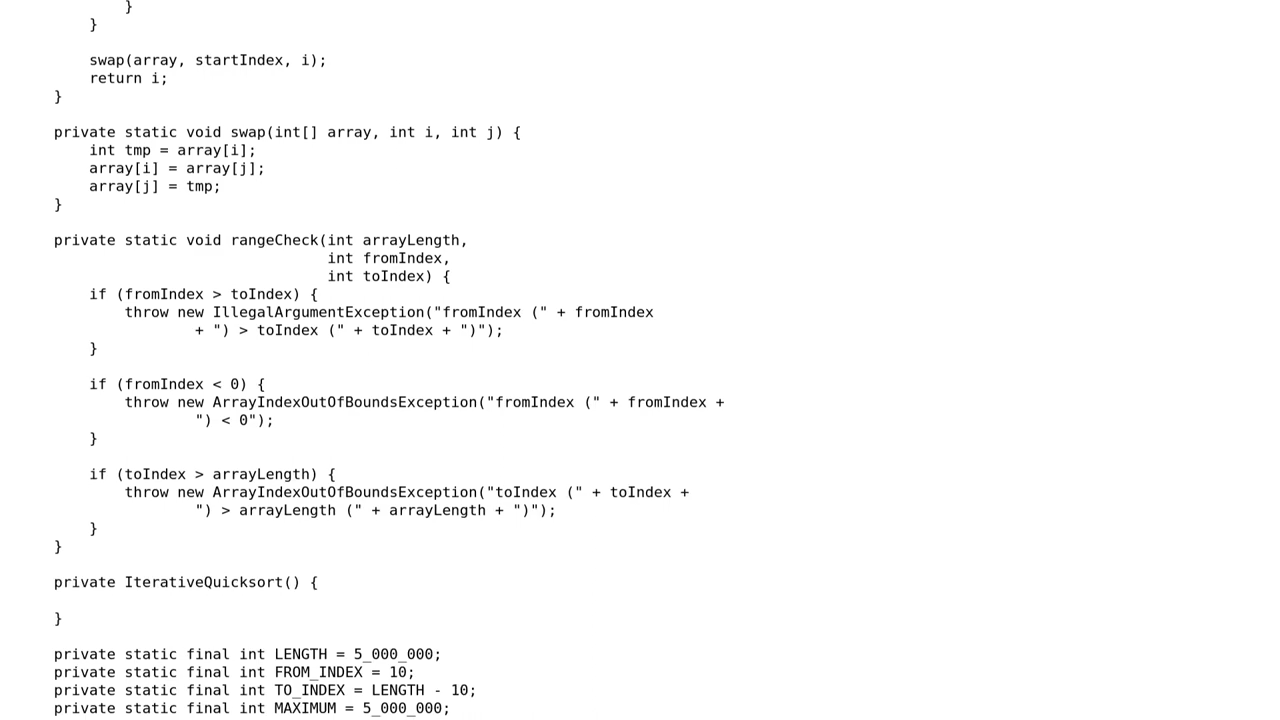 }
    }

    swap(array, startIndex, i);
    return i;
}

private static void swap(int[] array, int i, int j) {
    int tmp = array[i];
    array[i] = array[j];
    array[j] = tmp;
}

private static void rangeCheck(int arrayLength,
                               int fromIndex,
                               int toIndex) {
    if (fromIndex > toIndex) {
        throw new IllegalArgumentException("fromIndex (" + fromIndex
                + ") > toIndex (" + toIndex + ")");
    }

    if (fromIndex < 0) {
        throw new ArrayIndexOutOfBoundsException("fromIndex (" + fromIndex +
                ") < 0");
    }

    if (toIndex > arrayLength) {
        throw new ArrayIndexOutOfBoundsException("toIndex (" + toIndex +
                ") > arrayLength (" + arrayLength + ")");
    }
}

private IterativeQuicksort() {

}

private static final int LENGTH = 5_000_000;
private static final int FROM_INDEX = 10;
private static final int TO_INDEX = LENGTH - 10;
private static final int MAXIMUM = 5_000_000;